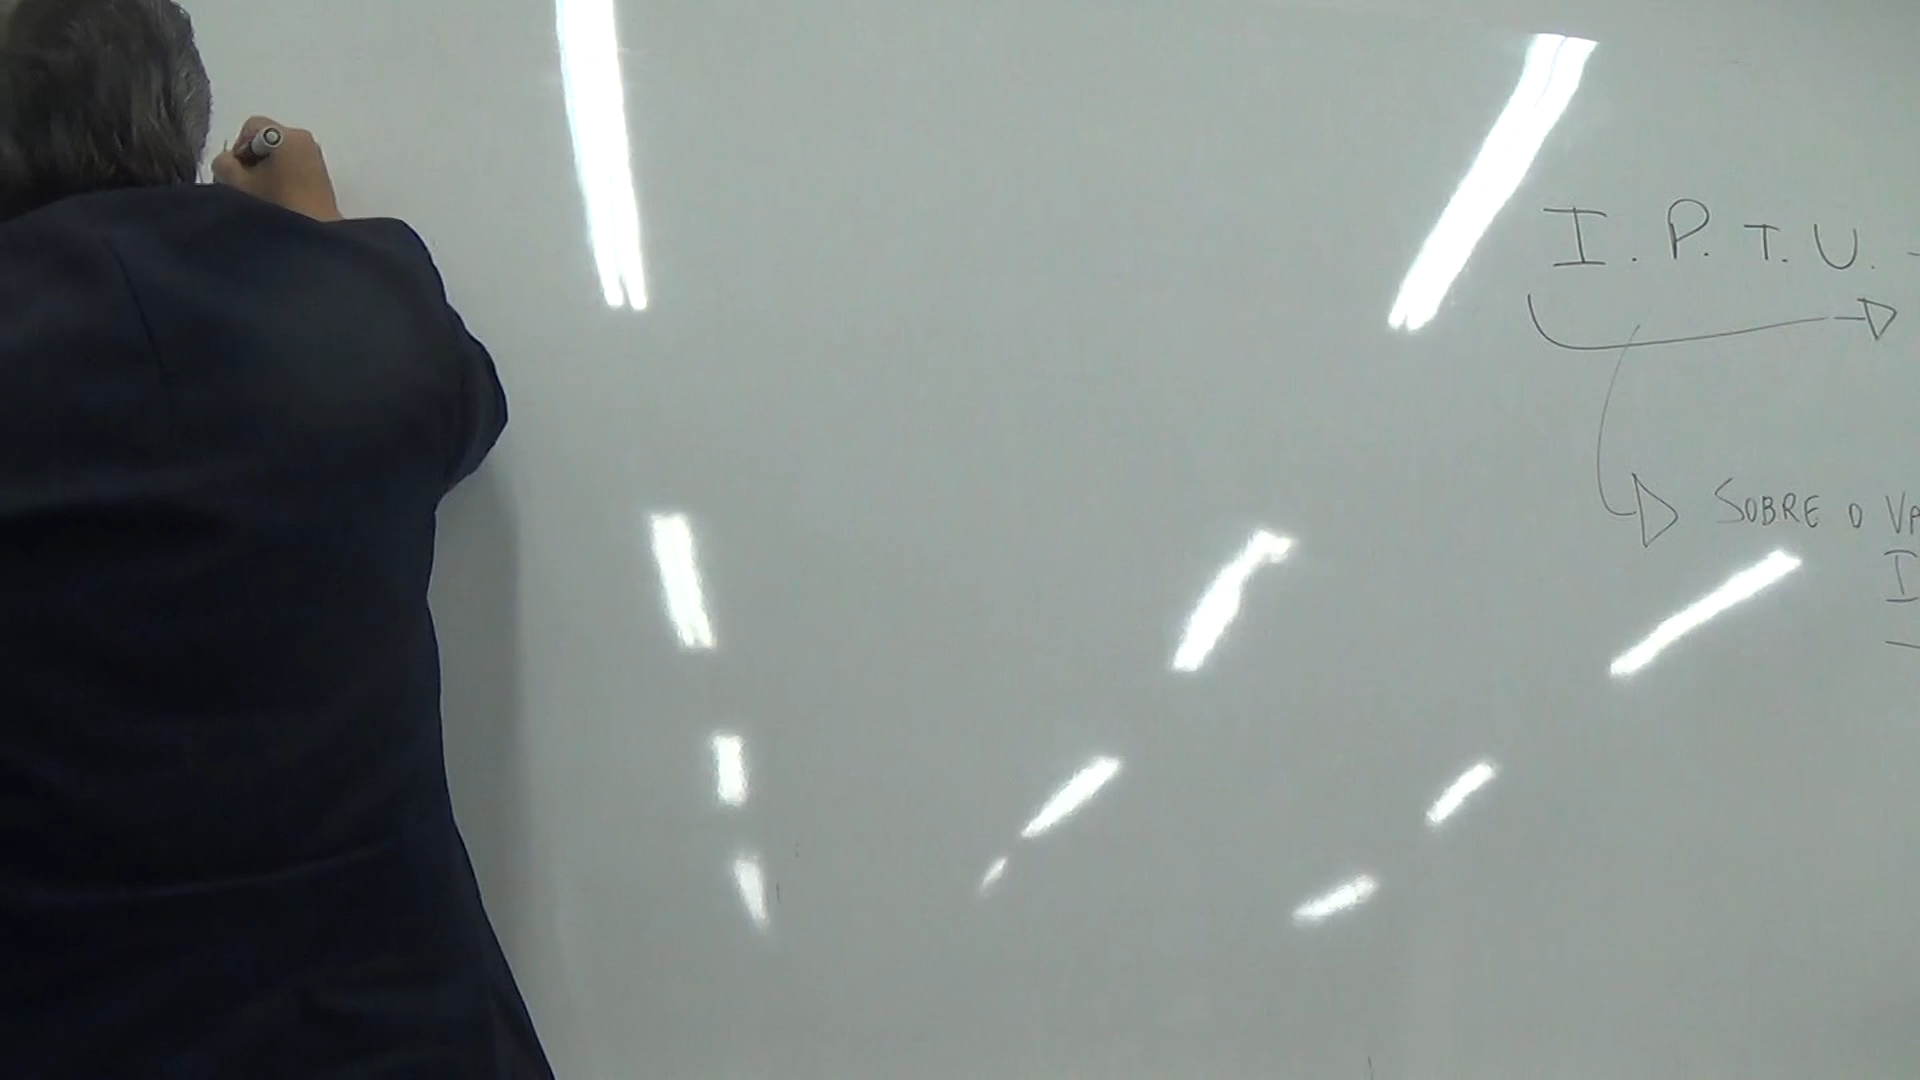 I. P. T. U. -
SOBRE O VA
I